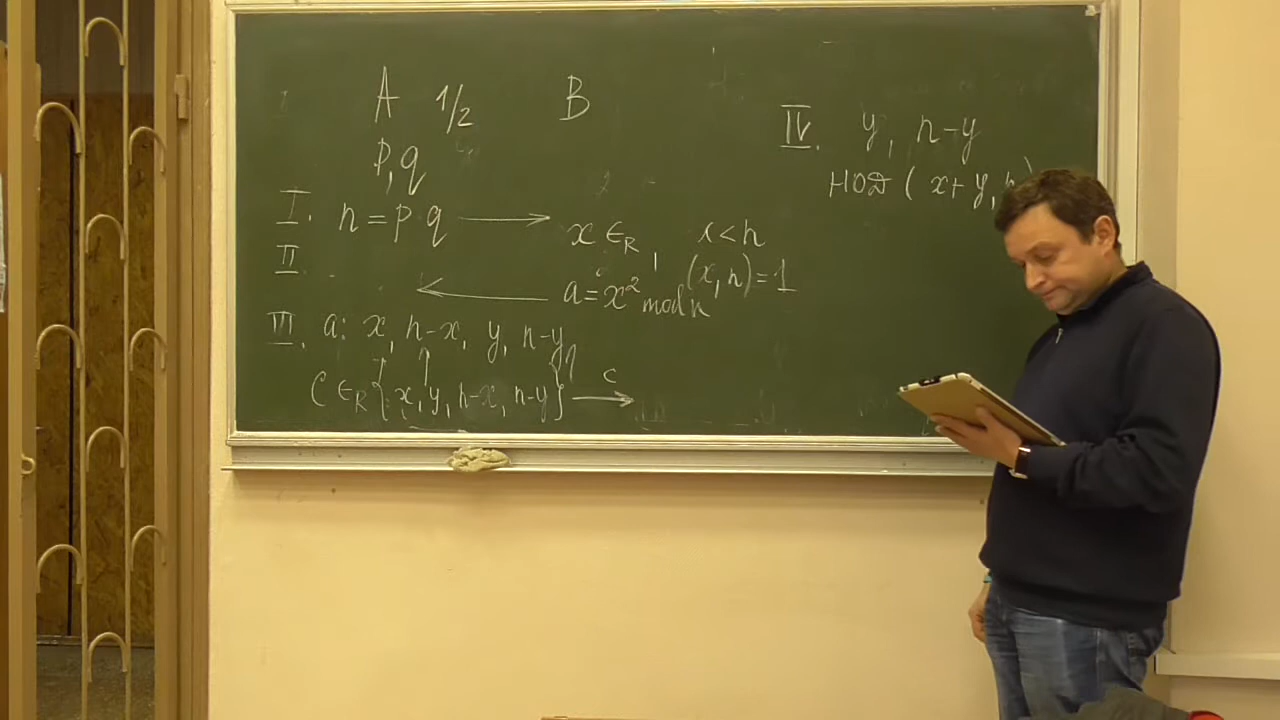 A 1/2 B
p, q
I. n = p q → x ∈R, x < n
II. (x, n) = 1
← a = x² mod n
III. a: x, n-x, y, n-y
C ∈R {x, y, n-x, n-y} c →
IV. y, n-y
НОД ( x+y, n)